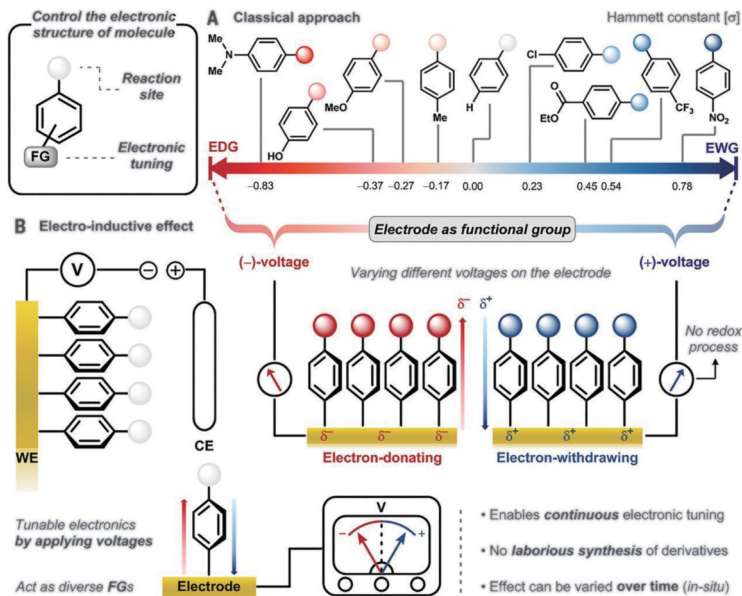 Control the electronic
structure of molecule
Reaction
site
FG
Electronic
tuning
A Classical approach
Hammett constant [σ]
Me
N
Me
HO
MeO
Me
H
Cl
O
EtO
CF₃
NO₂
EDG
EWG
−0.83
−0.37
−0.27
−0.17
0.00
0.23
0.45
0.54
0.78
Electrode as functional group
B Electro-inductive effect
V
− +
WE
CE
(−)-voltage
(+)-voltage
Varying different voltages on the electrode
δ⁻ δ⁺
No redox
process
δ⁻ δ⁻ δ⁻
δ⁺ δ⁺ δ⁺
Electron-donating
Electron-withdrawing
Tunable electronics
by applying voltages
Act as diverse FGs
Electrode
V
− +
• Enables continuous electronic tuning
• No laborious synthesis of derivatives
• Effect can be varied over time (in-situ)